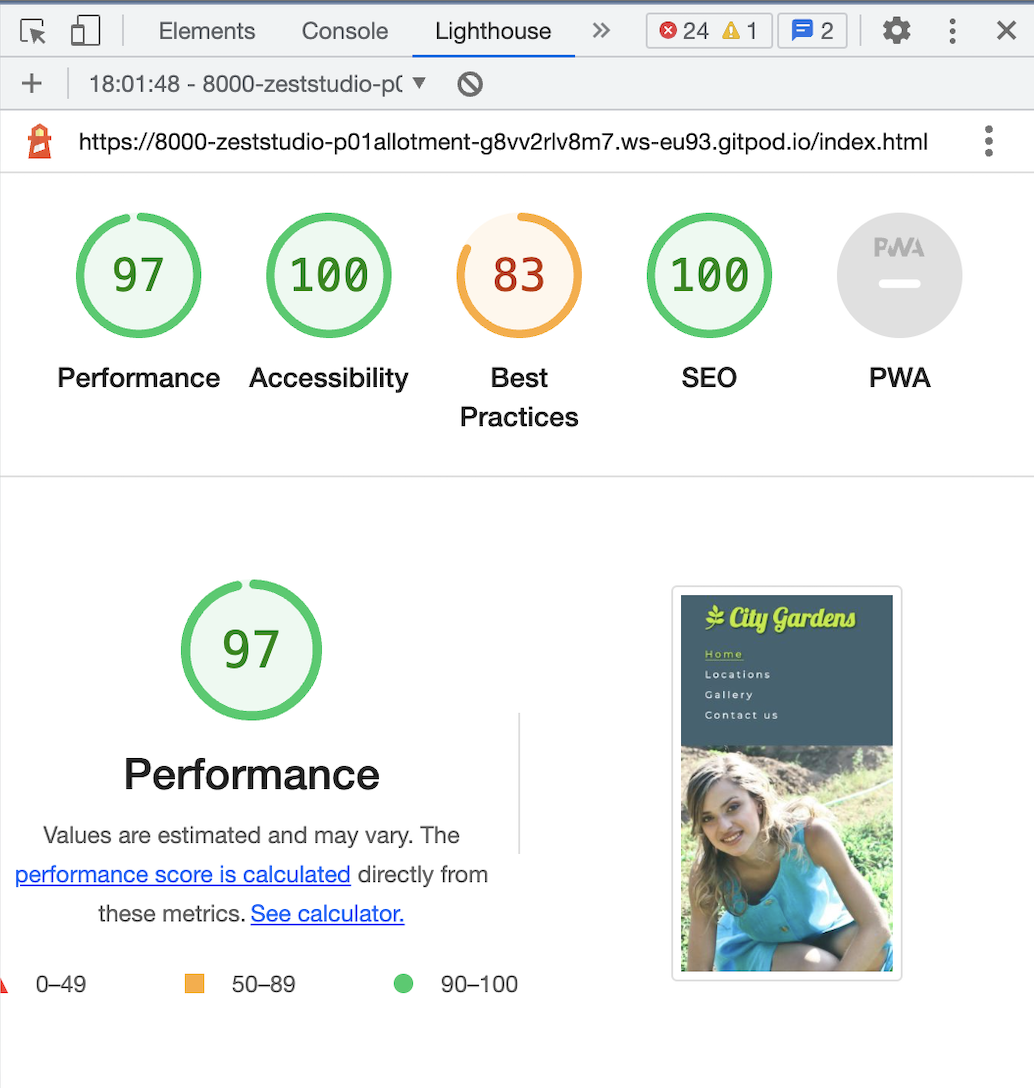 Elements Console Lighthouse 24 1 2
18:01:48 - 8000-zeststudio-p0
https://8000-zeststudio-p01allotment-g8vv2rlv8m7.ws-eu93.gitpod.io/index.html
97 100 83 100 PWA
Performance Accessibility Best Practices SEO PWA
97
Performance
Values are estimated and may vary. The
performance score is calculated directly from
these metrics. See calculator.
0–49 50–89 90–100
City Gardens
Home
Locations
Gallery
Contact us